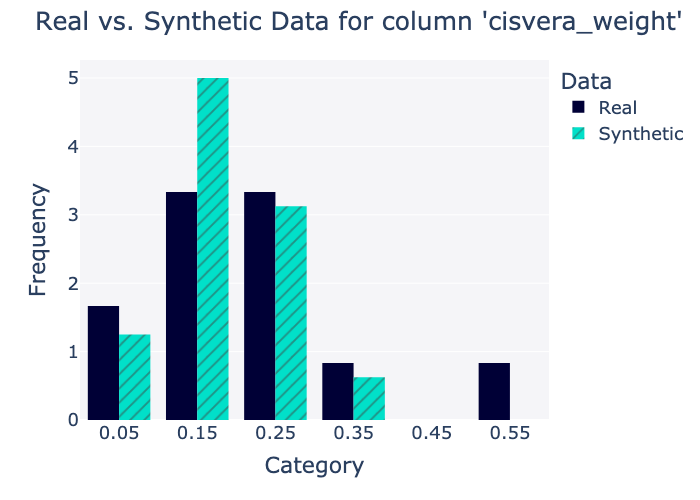 Real vs. Synthetic Data for column 'cisvera_weight'
Data
Real
Synthetic
Frequency
5
4
3
2
1
0
0.05 0.15 0.25 0.35 0.45 0.55
Category